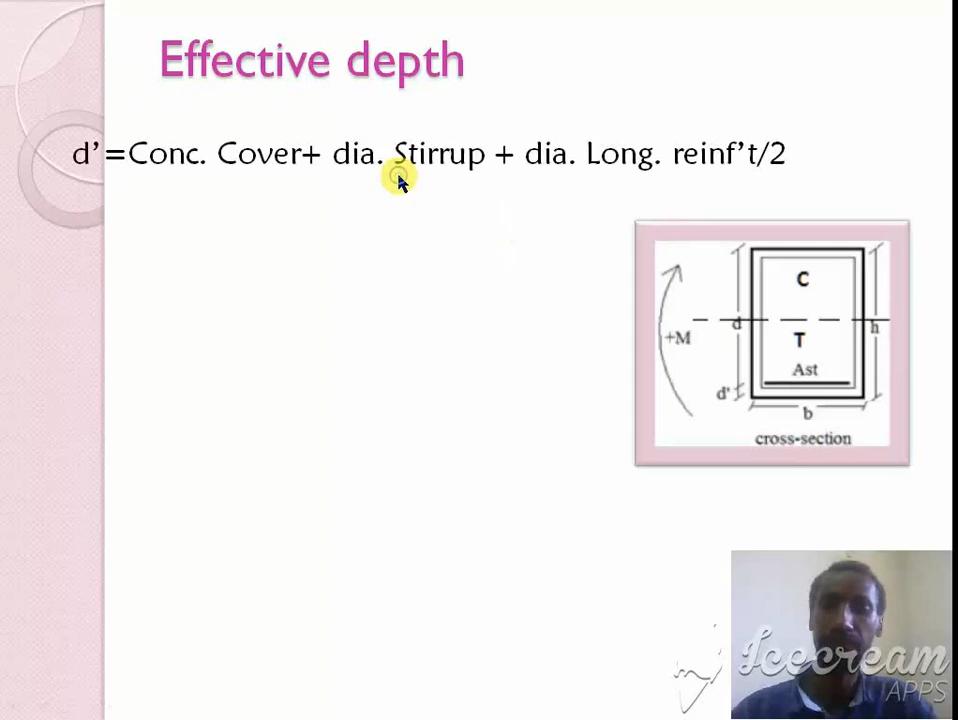 Effective depth
d’=Conc. Cover+ dia. Stirrup + dia. Long. reinf’t/2
C
d
h
+M
T
Ast
d'
b
cross-section
Icecream
APPS